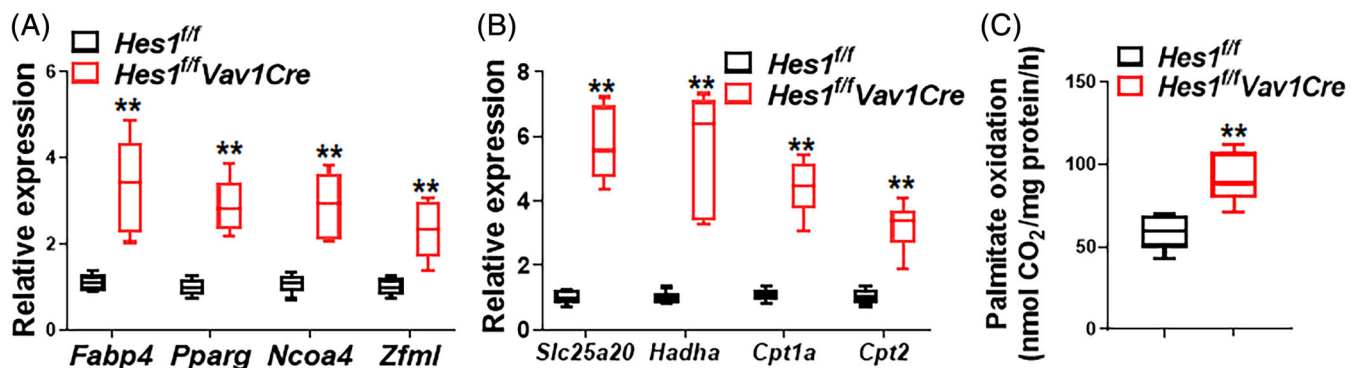 (A)
Hes1f/f
Hes1f/fVav1Cre
Relative expression
6
4
2
0
** ** ** **
Fabp4 Pparg Ncoa4 Zfml
(B)
Hes1f/f
Hes1f/fVav1Cre
Relative expression
8
6
4
2
0
** ** ** **
Slc25a20 Hadha Cpt1a Cpt2
(C)
Hes1f/f
Hes1f/fVav1Cre
Palmitate oxidation
(nmol CO2/mg protein/h)
150
100
50
0
**